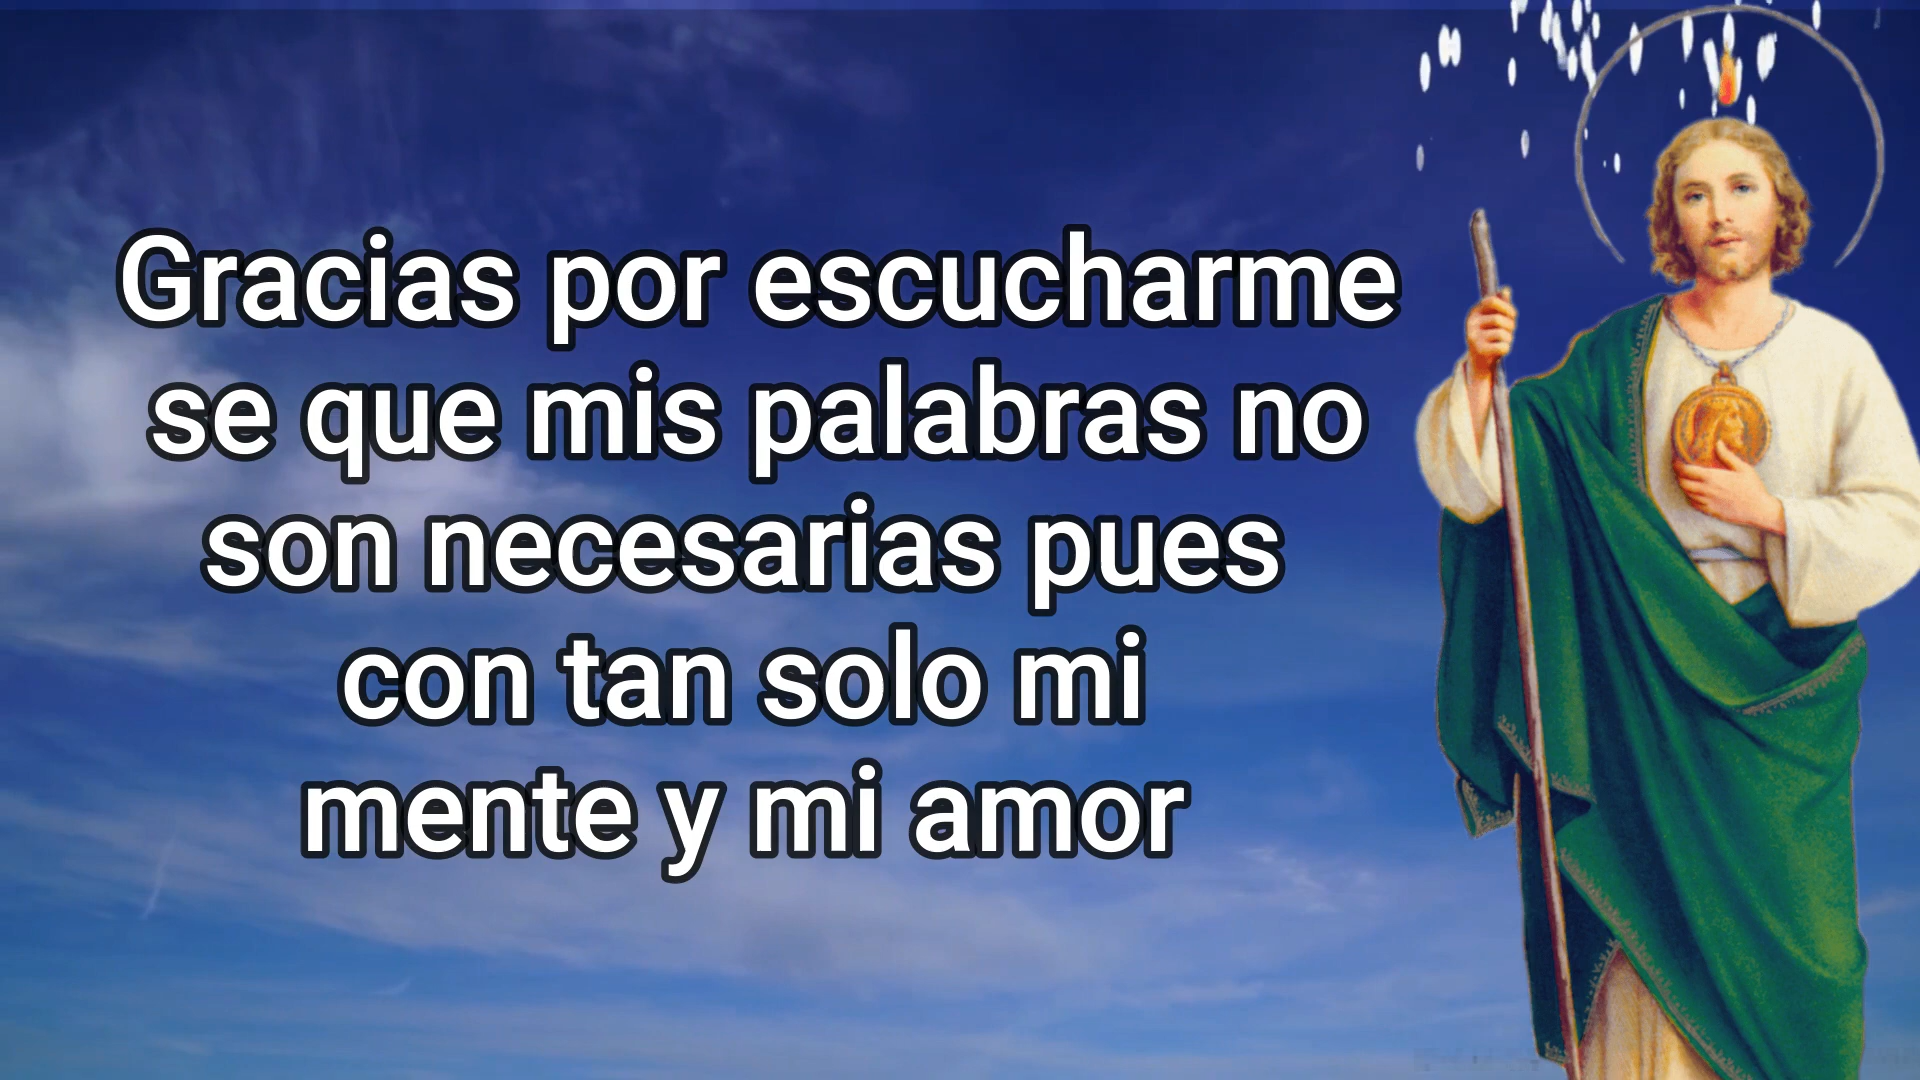 Gracias por escucharme
se que mis palabras no
son necesarias pues
con tan solo mi
mente y mi amor